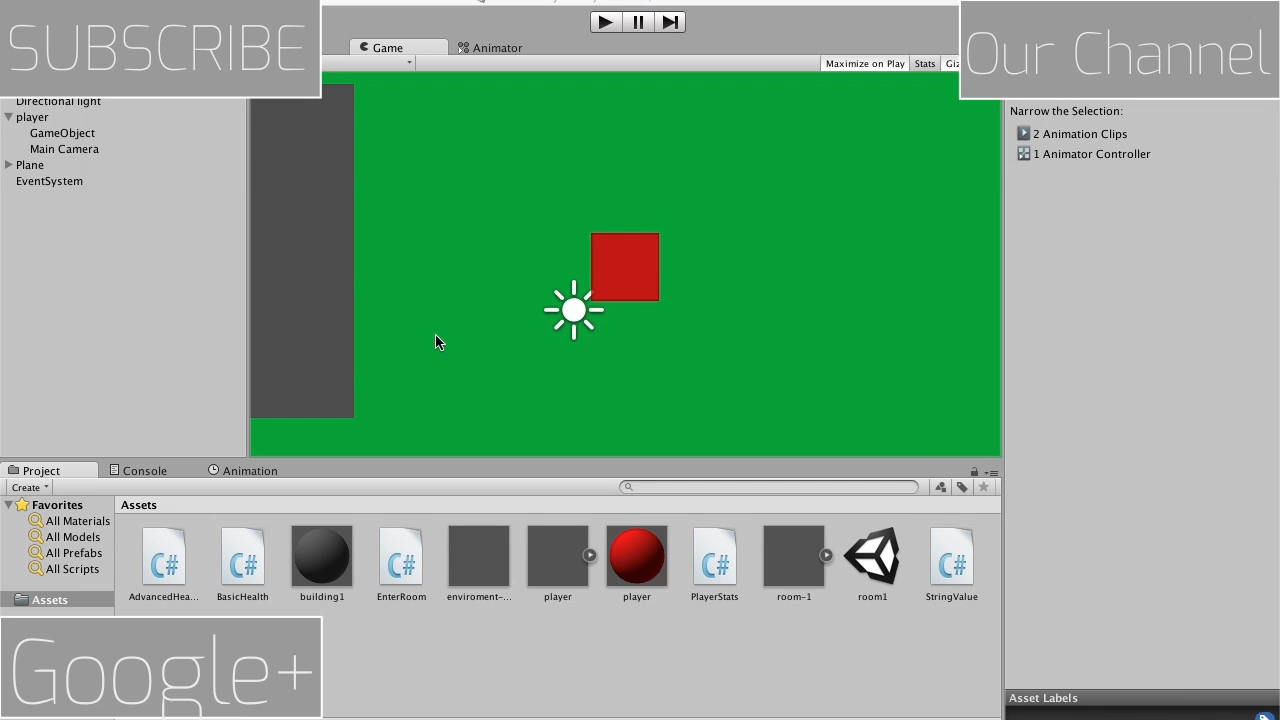 SUBSCRIBE
Our Channel
Game
Animator
Maximize on Play
Stats
Giz
Directional light
player
GameObject
Main Camera
Plane
EventSystem
Narrow the Selection:
2 Animation Clips
1 Animator Controller
Project
Console
Animation
Create
Favorites
All Materials
All Models
All Prefabs
All Scripts
Assets
Assets
AdvancedHea...
BasicHealth
building1
EnterRoom
enviroment-...
player
player
PlayerStats
room-1
room1
StringValue
C#
C#
C#
C#
C#
Google+
Asset Labels